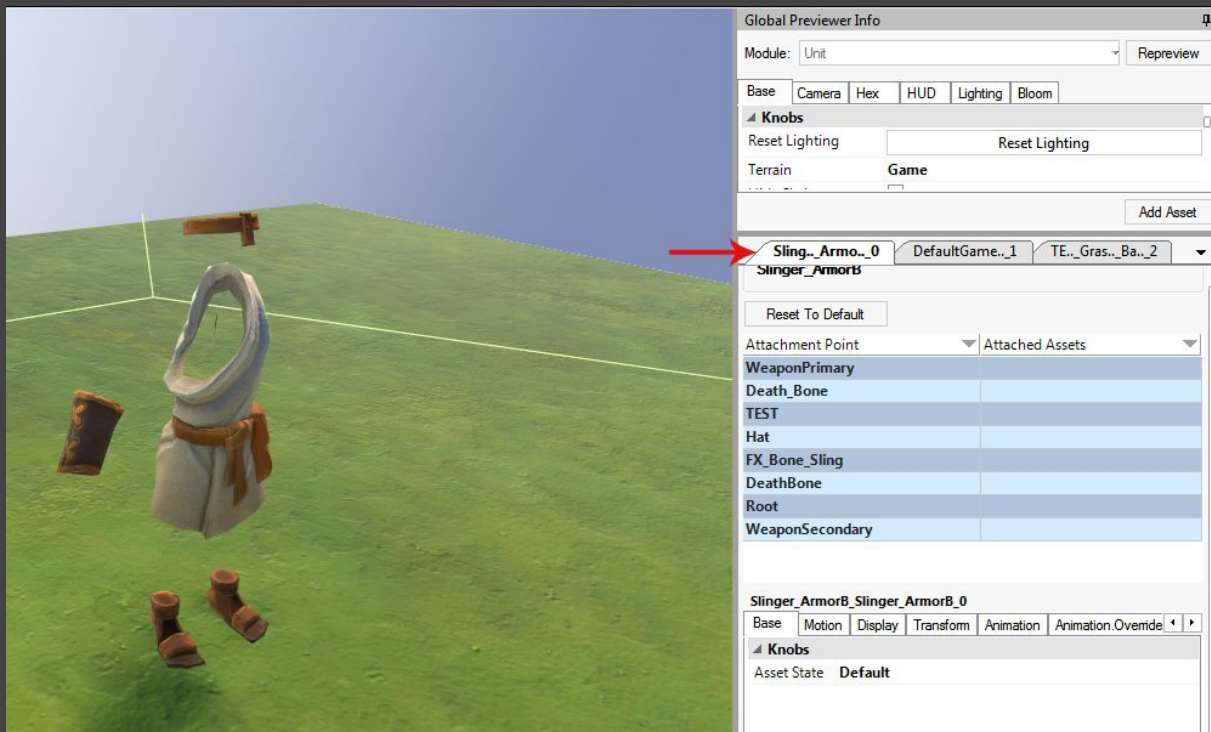 Global Previewer Info
Module: Unit Repreview
Base Camera Hex HUD Lighting Bloom
Knobs
Reset Lighting Reset Lighting
Terrain Game
Add Asset
Sling.._Armo.._0 DefaultGame.._1 TE.._Gras.._Ba.._2
Slinger_ArmorB
Reset To Default
Attachment Point Attached Assets
WeaponPrimary
Death_Bone
TEST
Hat
FX_Bone_Sling
DeathBone
Root
WeaponSecondary
Slinger_ArmorB_Slinger_ArmorB_0
Base Motion Display Transform Animation Animation.Override
Knobs
Asset State Default